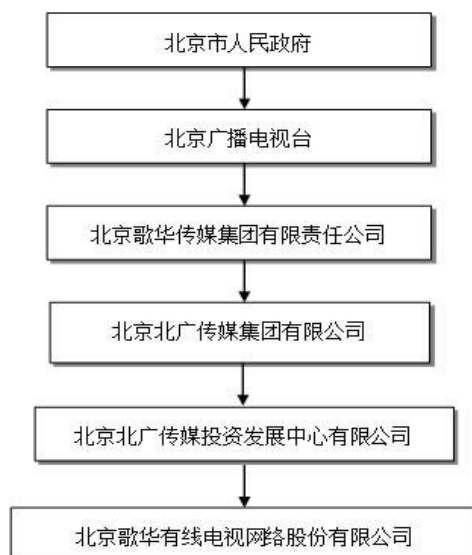 北京市人民政府
北京广播电视台
北京歌华传媒集团有限责任公司
北京北广传媒集团有限公司
北京北广传媒投资发展中心有限公司
北京歌华有线电视网络股份有限公司